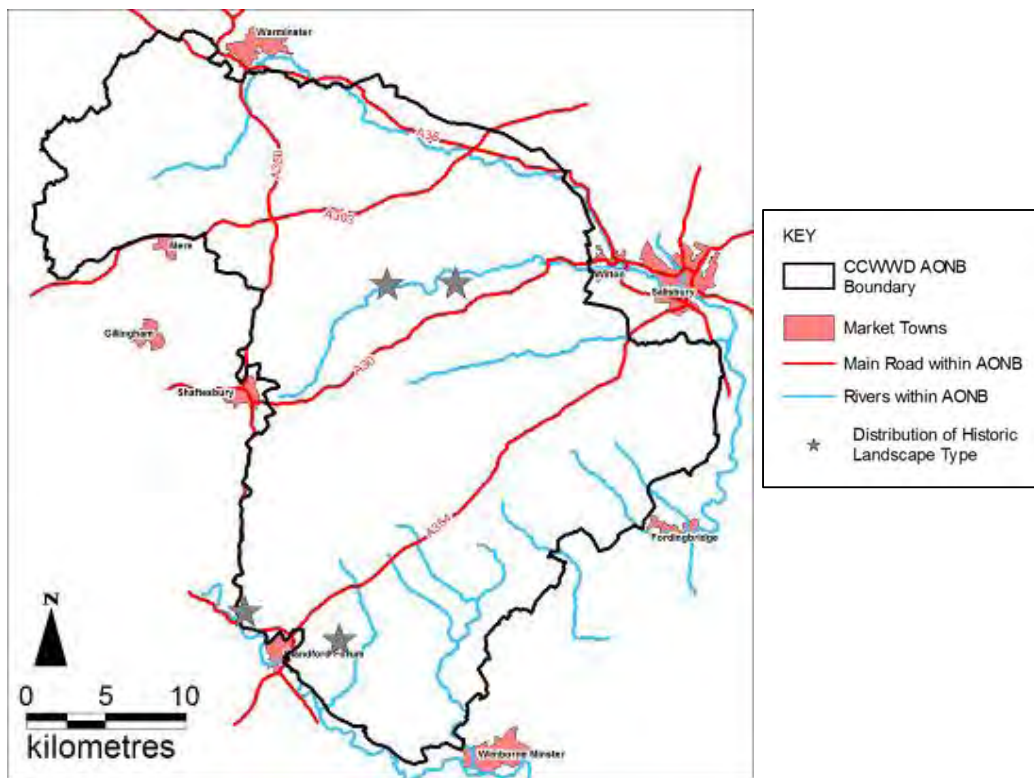 Warminster
A36
A350
A303
Mere
Wilton
Salisbury
Gillingham
A30
Shaftesbury
A354
Fordingbridge
N
Blandford Forum
0 5 10
kilometres
Wimborne Minster
KEY
CCWWD AONB
Boundary
Market Towns
Main Road within AONB
Rivers within AONB
Distribution of Historic
Landscape Type